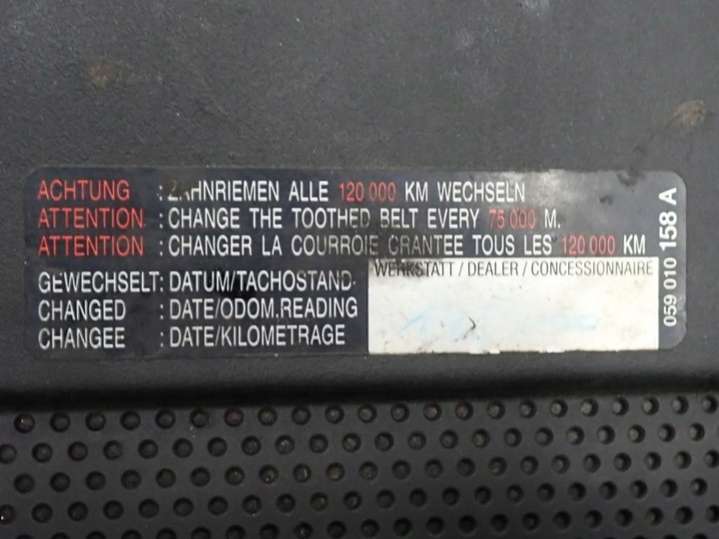 ACHTUNG : ZAHNRIEMEN ALLE 120 000 KM WECHSELN
ATTENTION : CHANGE THE TOOTHED BELT EVERY 75 000 M.
ATTENTION : CHANGER LA COURROIE CRANTEE TOUS LES 120 000 KM
GEWECHSELT: DATUM/TACHOSTAND
CHANGED : DATE/ODOM.READING
CHANGEE : DATE/KILOMETRAGE
WERKSTATT / DEALER / CONCESSIONNAIRE
059 010 158 A